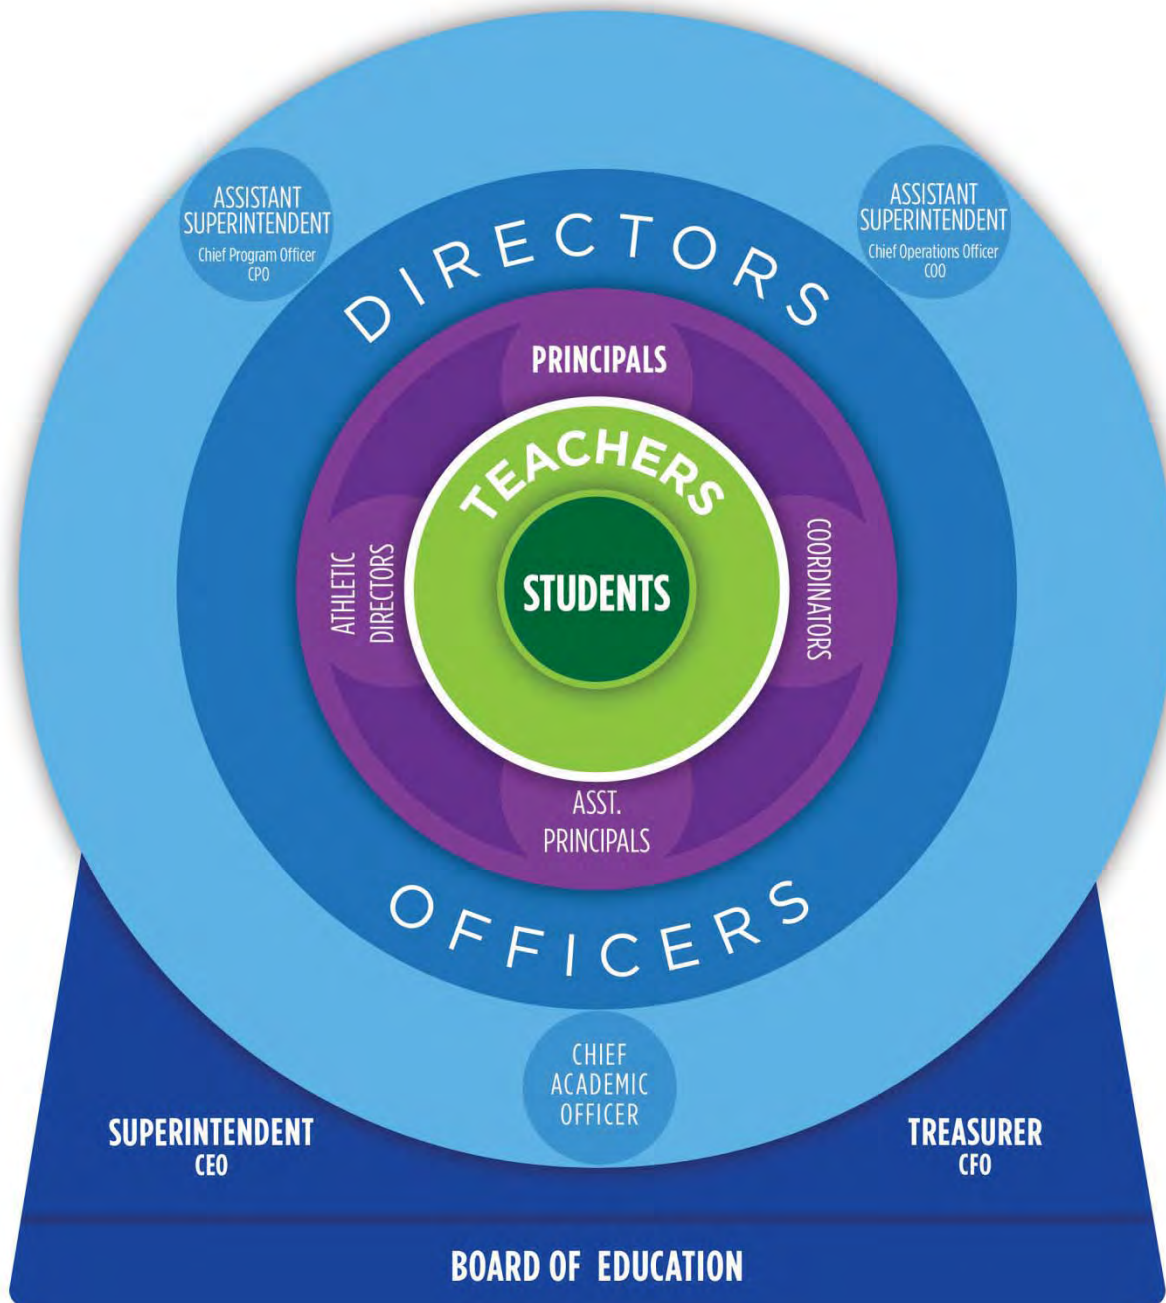 ASSISTANT
SUPERINTENDENT
Chief Program Officer
CPO
ASSISTANT
SUPERINTENDENT
Chief Operations Officer
COO
DIRECTORS
PRINCIPALS
TEACHERS
STUDENTS
ATHLETIC
DIRECTORS
COORDINATORS
ASST.
PRINCIPALS
OFFICERS
CHIEF
ACADEMIC
OFFICER
SUPERINTENDENT
CEO
TREASURER
CFO
BOARD OF EDUCATION